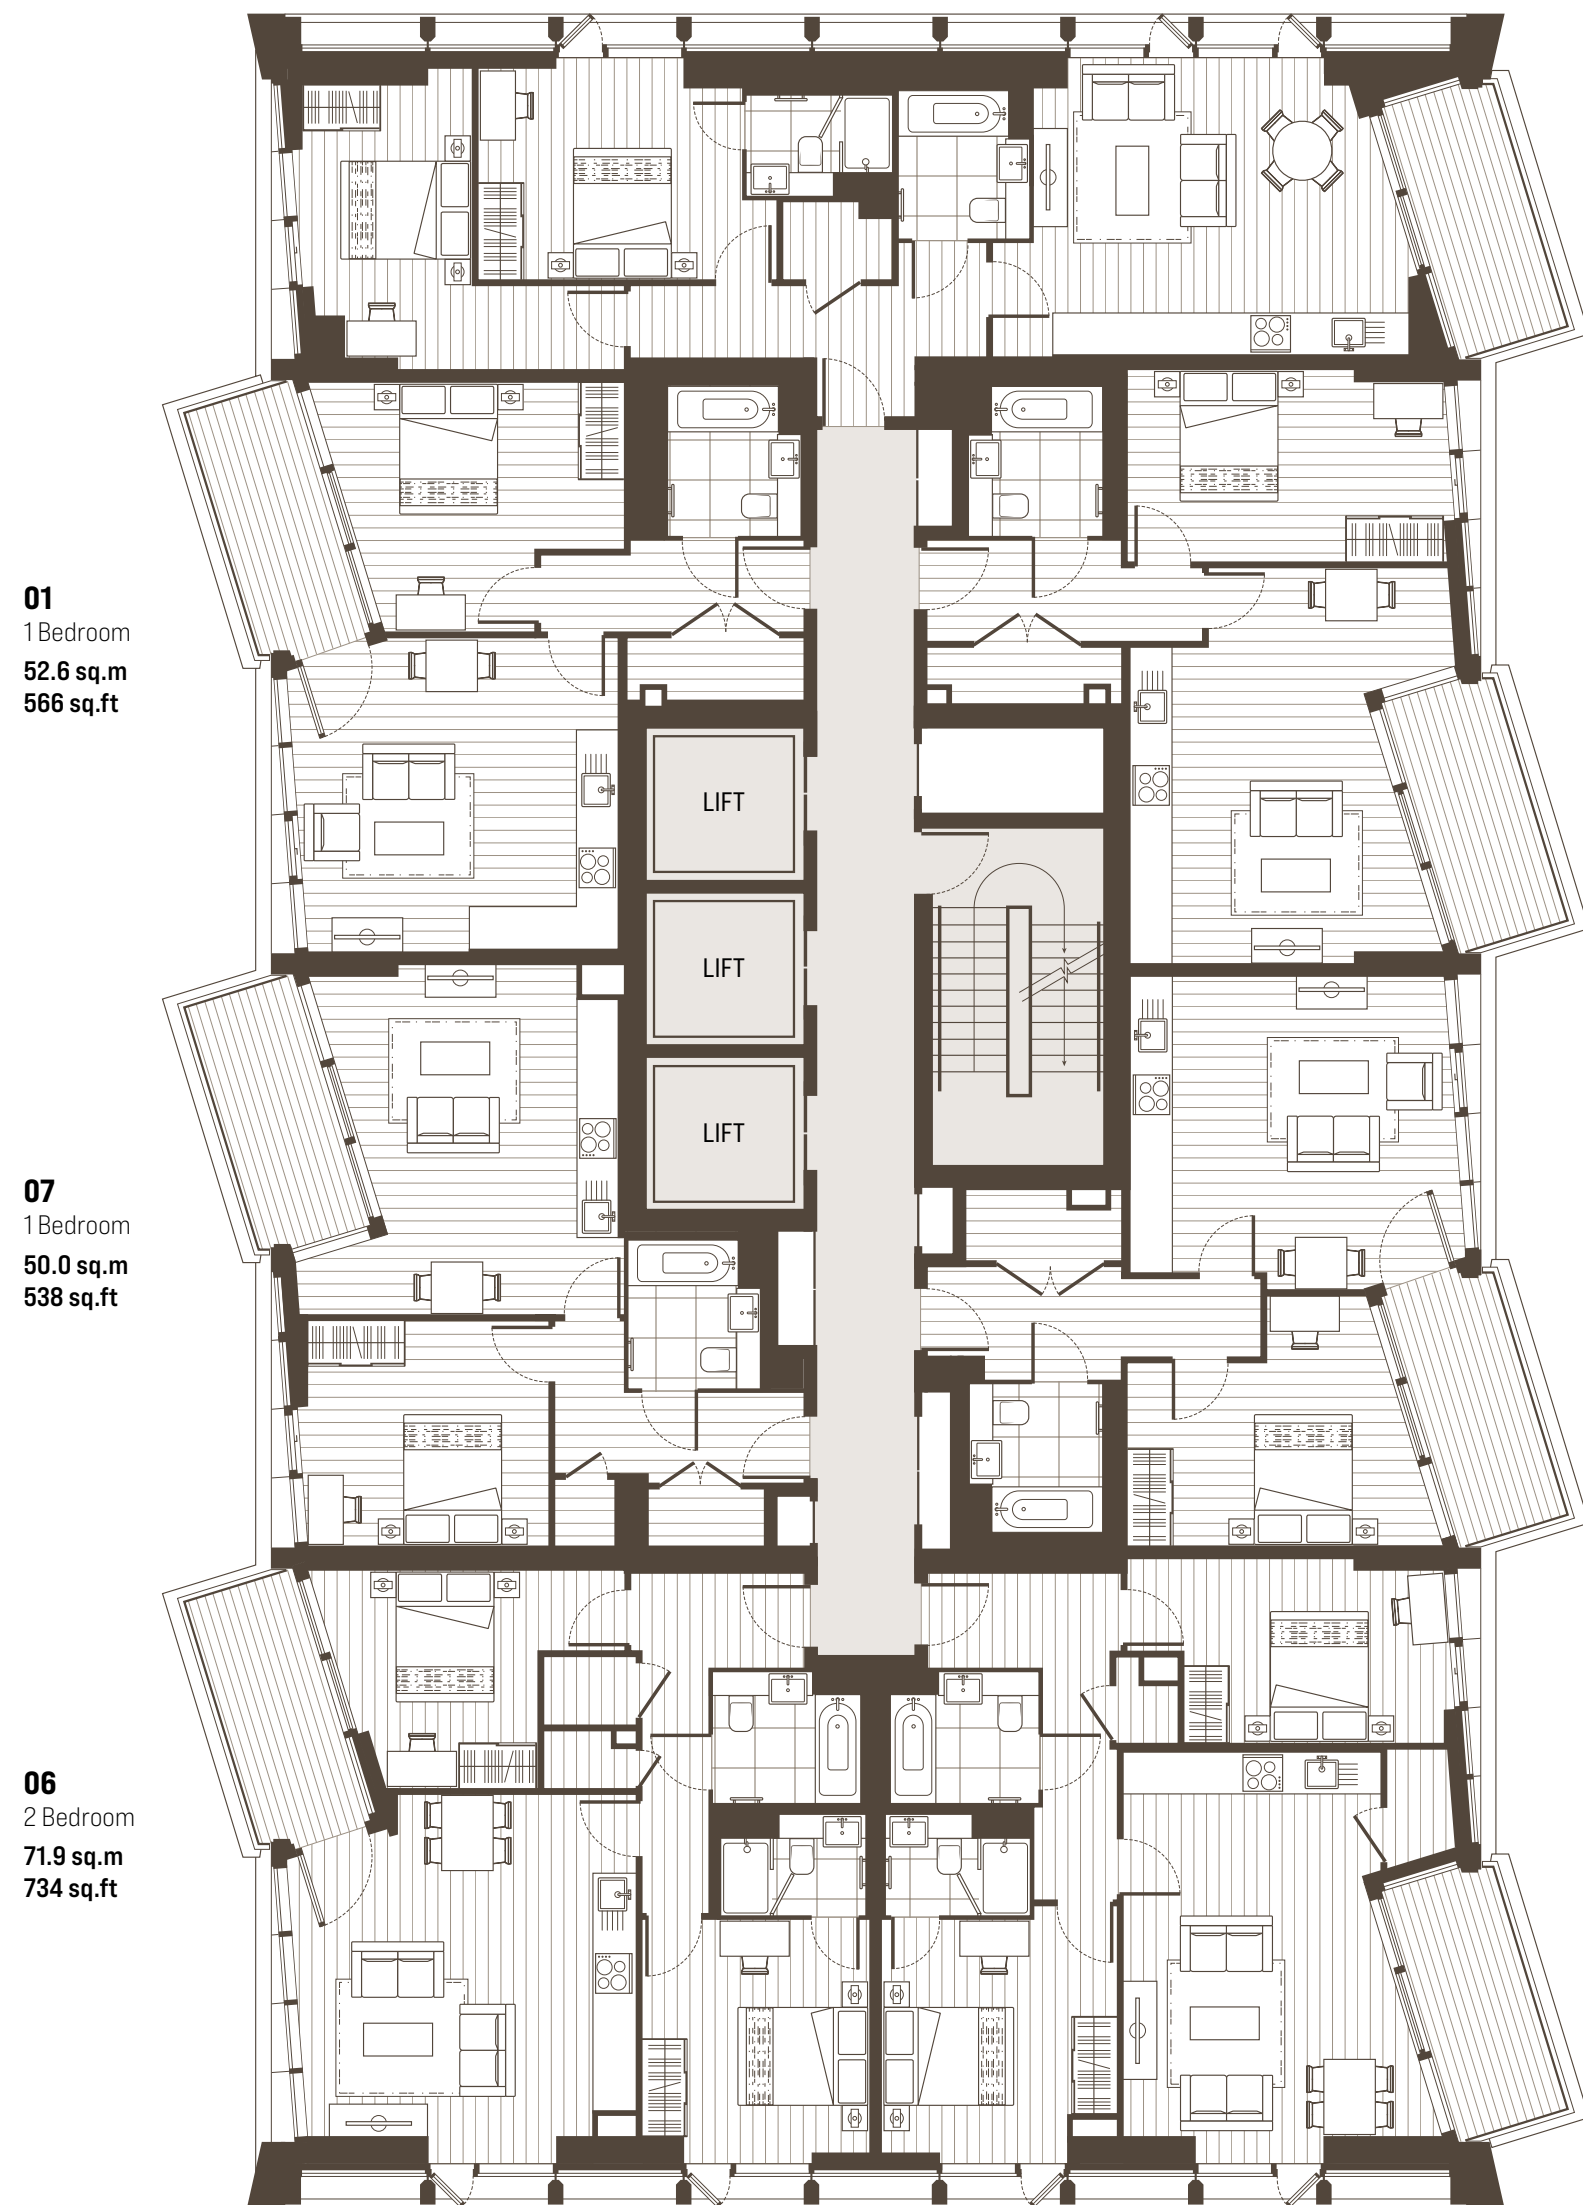 01
1 Bedroom
52.6 sq.m
566 sq.ft
LIFT
LIFT
LIFT
07
1 Bedroom
50.0 sq.m
538 sq.ft
06
2 Bedroom
71.9 sq.m
734 sq.ft